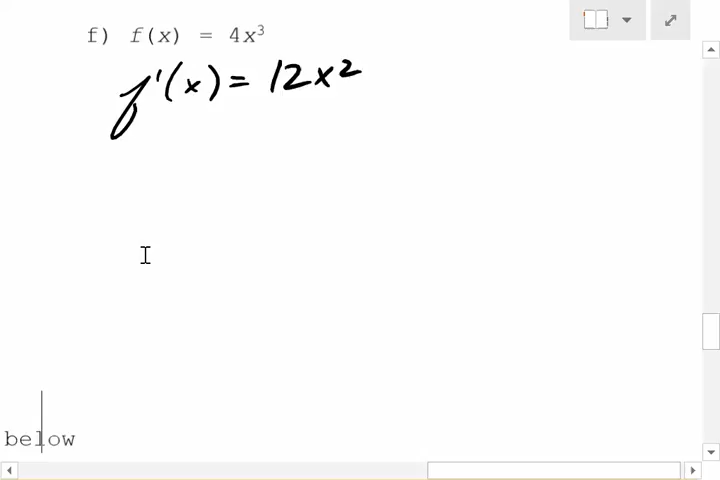 f) f(x) = 4x³
f'(x) = 12x²
below